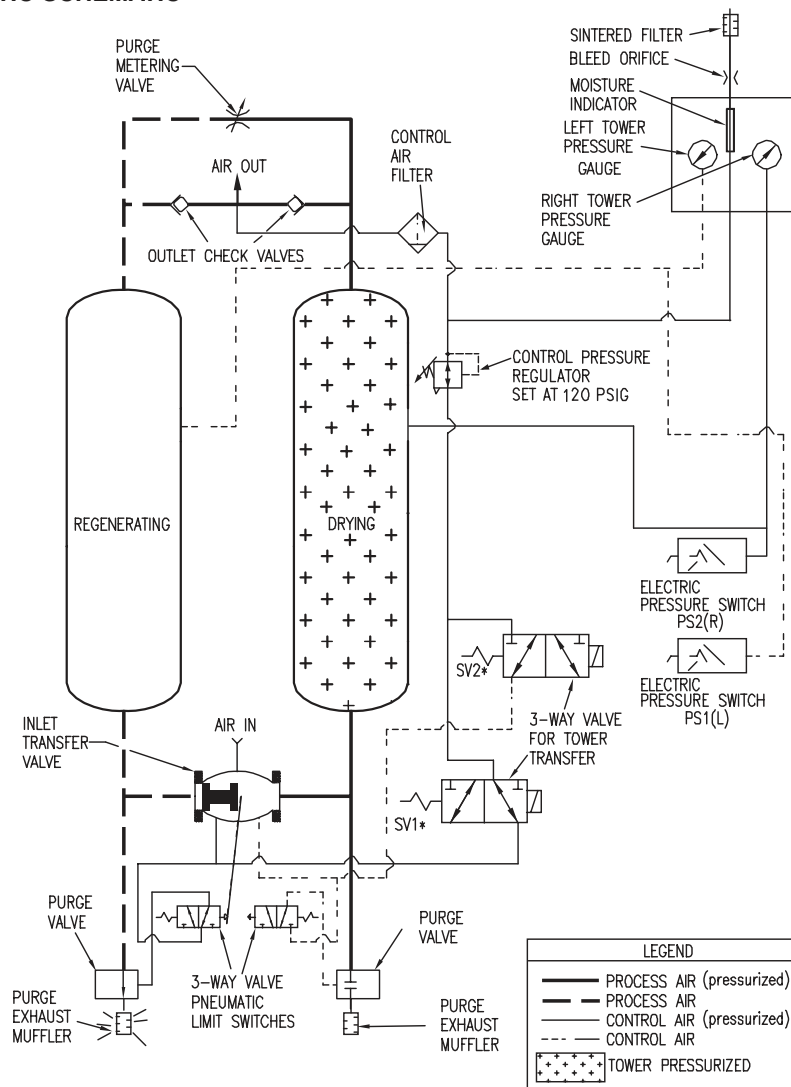 PURGE
METERING
VALVE
SINTERED FILTER
BLEED ORIFICE
MOISTURE
INDICATOR
LEFT TOWER
PRESSURE
GAUGE
CONTROL
AIR
FILTER
AIR OUT
RIGHT TOWER
PRESSURE
GAUGE
OUTLET CHECK VALVES
CONTROL PRESSURE
REGULATOR
SET AT 120 PSIG
REGENERATING
DRYING
ELECTRIC
PRESSURE SWITCH
PS2(R)
SV2*
ELECTRIC
PRESSURE SWITCH
PS1(L)
INLET
TRANSFER
VALVE
AIR IN
3-WAY VALVE
FOR TOWER
TRANSFER
SV1*
PURGE
VALVE
PURGE
VALVE
3-WAY VALVE
PNEUMATIC
LIMIT SWITCHES
PURGE
EXHAUST
MUFFLER
PURGE
EXHAUST
MUFFLER
LEGEND
PROCESS AIR (pressurized)
PROCESS AIR
CONTROL AIR (pressurized)
CONTROL AIR
TOWER PRESSURIZED